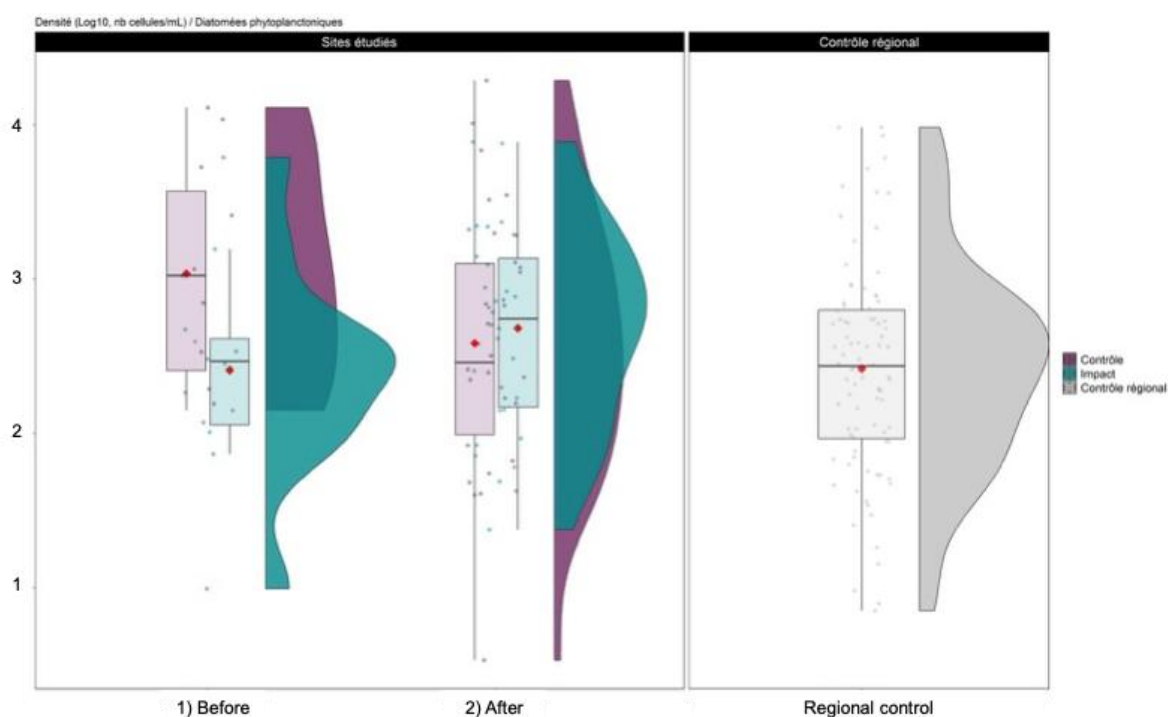 Densité (Log10, nb cellules/mL) / Diatomées phytoplanctoniques
Sites étudiés
Contrôle régional
4
3
2
1
Contrôle
Impact
Contrôle régional
1) Before
2) After
Regional control